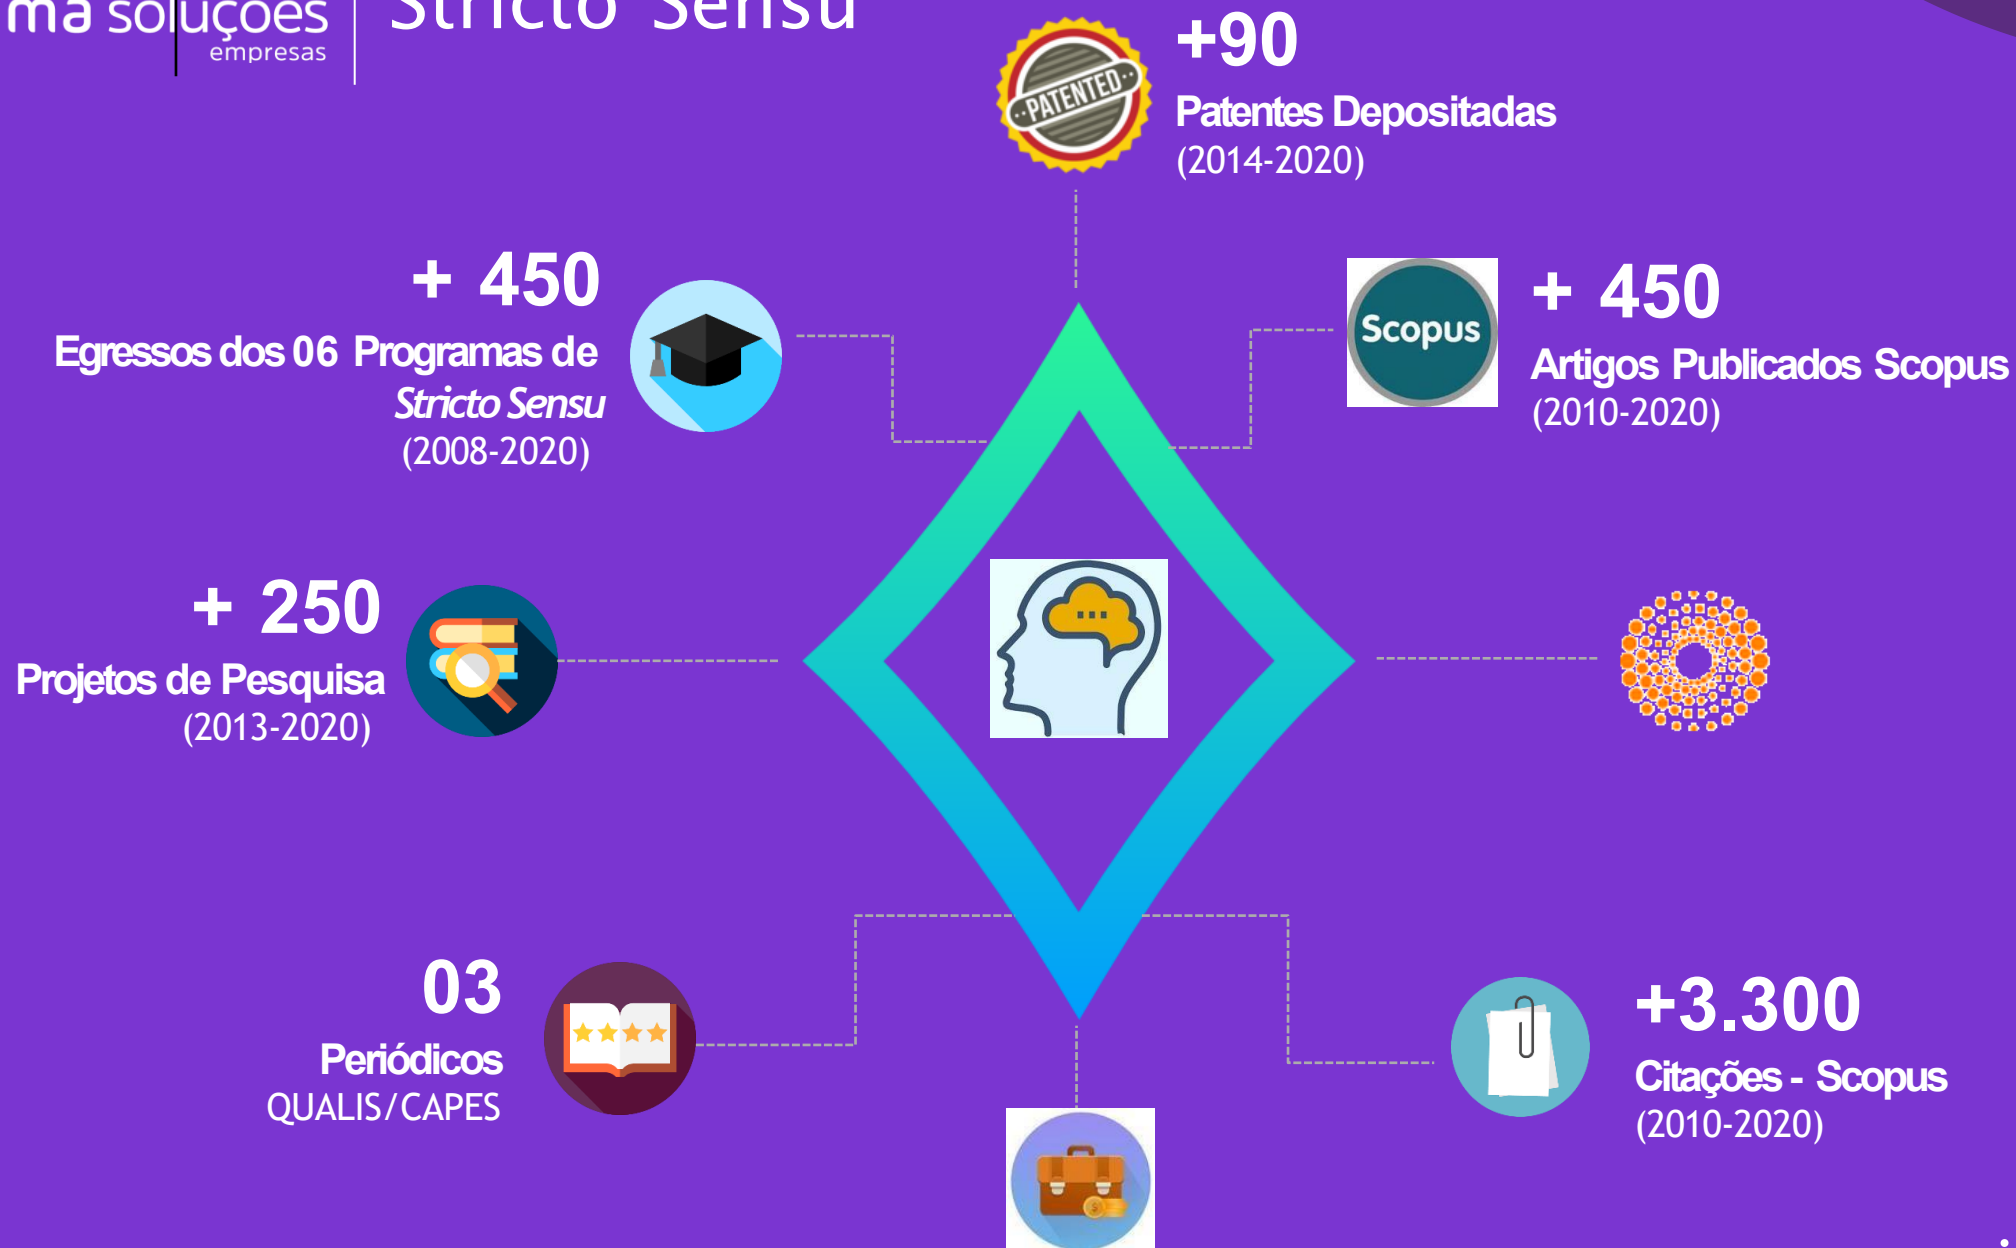 ma soluções
empresas
Stricto Sensu
PATENTED
+90
Patentes Depositadas
(2014-2020)
+ 450
Egressos dos 06 Programas de
Stricto Sensu
(2008-2020)
Scopus
+ 450
Artigos Publicados Scopus
(2010-2020)
+ 250
Projetos de Pesquisa
(2013-2020)
03
Periódicos
QUALIS/CAPES
+3.300
Citações - Scopus
(2010-2020)